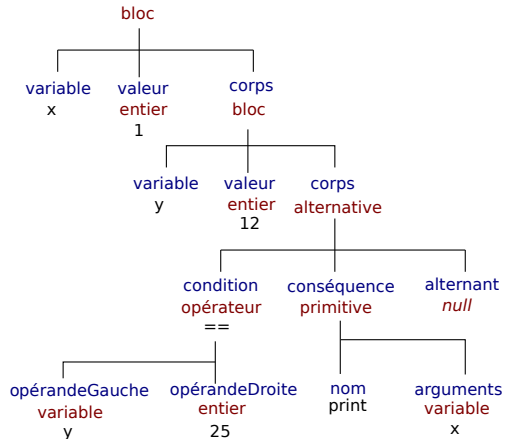 bloc
variable valeur corps
x entier bloc
1
variable valeur corps
y entier alternative
12
condition conséquence alternant
opérateur primitive null
==
opérandeGauche opérandeDroite nom arguments
variable entier print variable
y 25 x